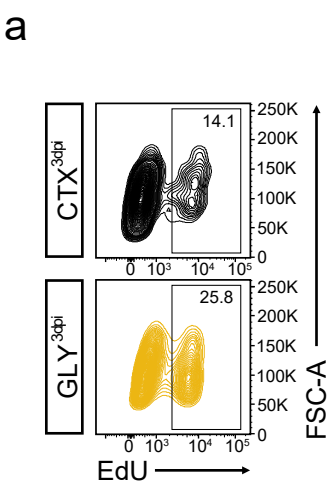 a
CTX3dpi
14.1
250K
200K
150K
100K
50K
0
0 10³ 10⁴ 10⁵
GLY3dpi
25.8
250K
200K
150K
100K
50K
0
0 10³ 10⁴ 10⁵
EdU
FSC-A